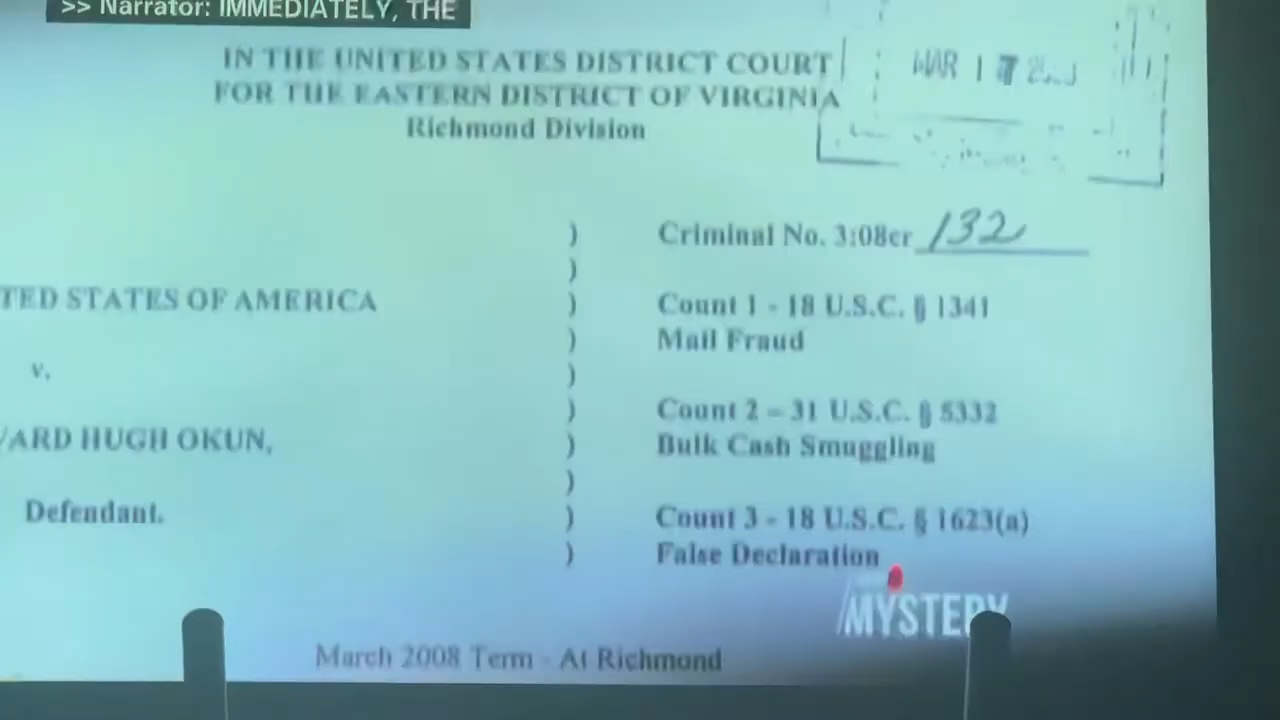 >> Narrator: IMMEDIATELY, THE
IN THE UNITED STATES DISTRICT COURT
FOR THE EASTERN DISTRICT OF VIRGINIA
Richmond Division
MAR 17
) Criminal No. 3:08cr 132
)
TED STATES OF AMERICA ) Count 1 - 18 U.S.C. § 1341
) Mail Fraud
v. )
) Count 2 – 31 U.S.C. § 5332
ARD HUGH OKUN, ) Bulk Cash Smuggling
)
Defendant. ) Count 3 - 18 U.S.C. § 1623(a)
) False Declaration
MYSTERY
March 2008 Term - At Richmond